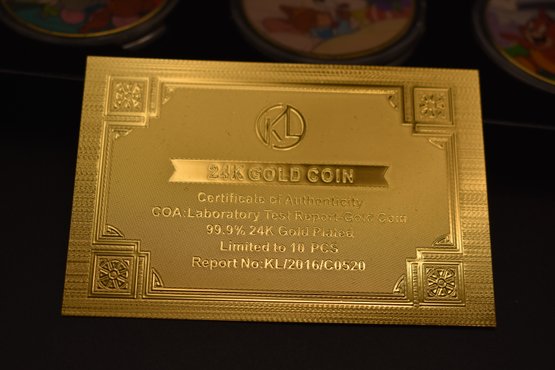 KL
24K GOLD COIN
Certificate of Authenticity
COA:Laboratory Test Report-Gold Coin
99.9% 24K Gold Plated
Limited to 10 PCS
Report No:KL/2016/C0520